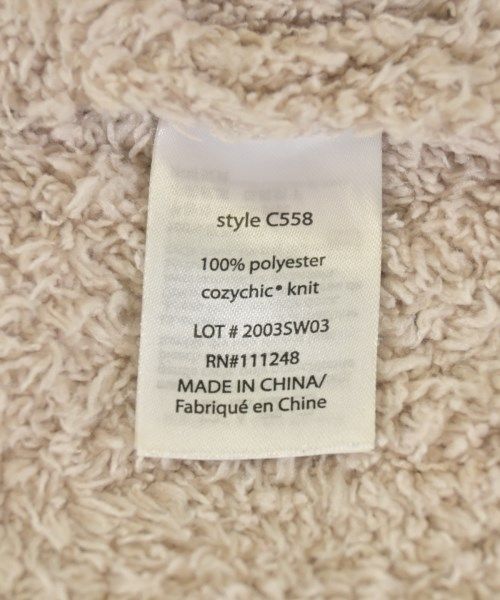 style C558
100% polyester
cozychic® knit
LOT # 2003SW03
RN#111248
MADE IN CHINA/
Fabriqué en Chine